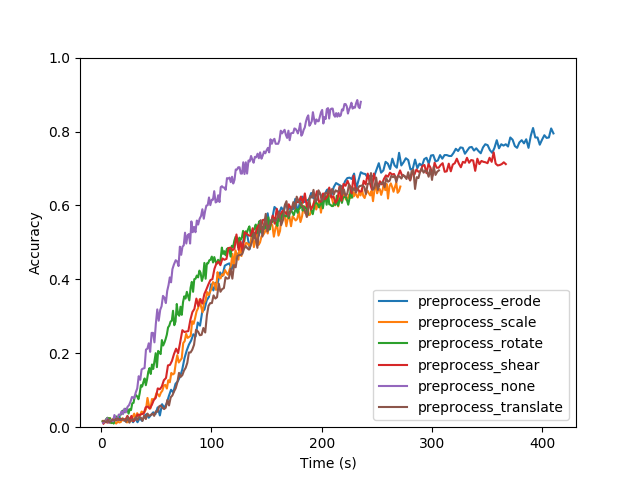 1.0
0.8
0.6
0.4
0.2
0.0
Accuracy
preprocess_erode
preprocess_scale
preprocess_rotate
preprocess_shear
preprocess_none
preprocess_translate
0 100 200 300 400
Time (s)